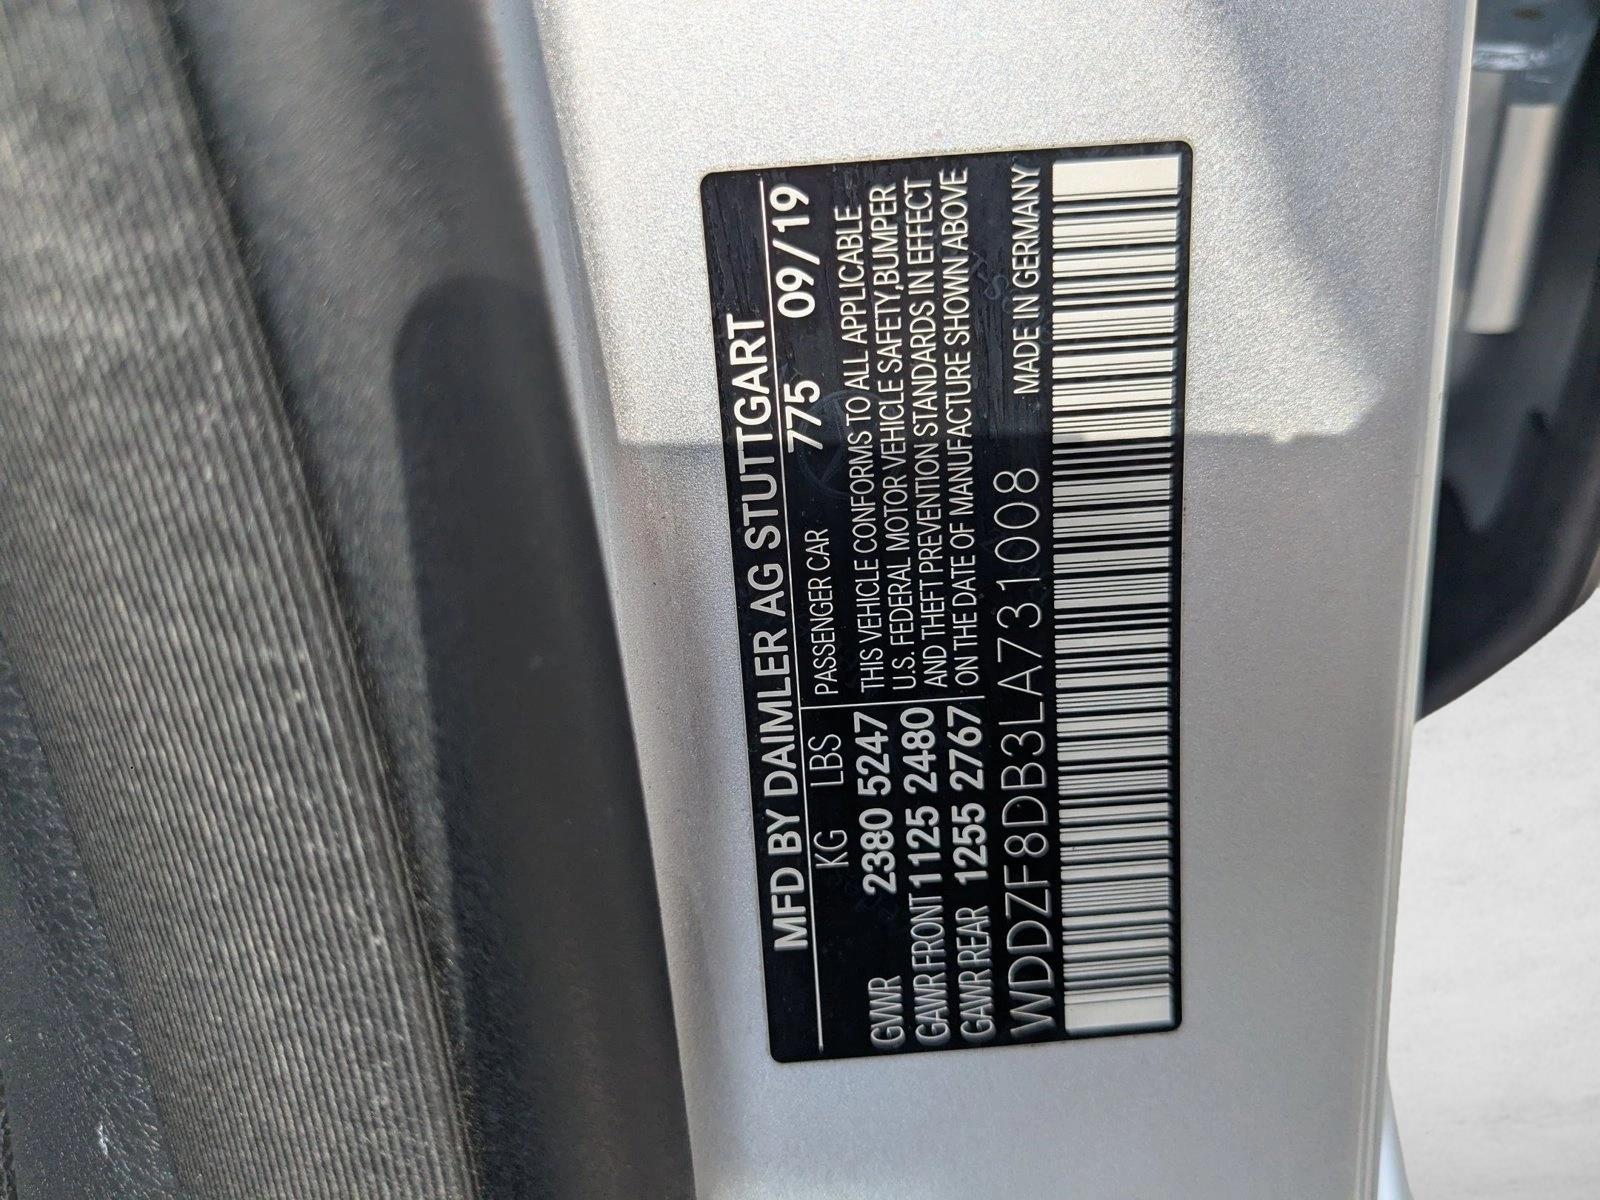 MFD BY DAIMLER AG STUTTGART
KG LBS PASSENGER CAR 775 09/19
GVWR 2380 5247 THIS VEHICLE CONFORMS TO ALL APPLICABLE
GAWR FRONT 1125 2480 U.S. FEDERAL MOTOR VEHICLE SAFETY,BUMPER
GAWR REAR 1255 2767 AND THEFT PREVENTION STANDARDS IN EFFECT
ON THE DATE OF MANUFACTURE SHOWN ABOVE
WDDZF8DB3LA731008 MADE IN GERMANY